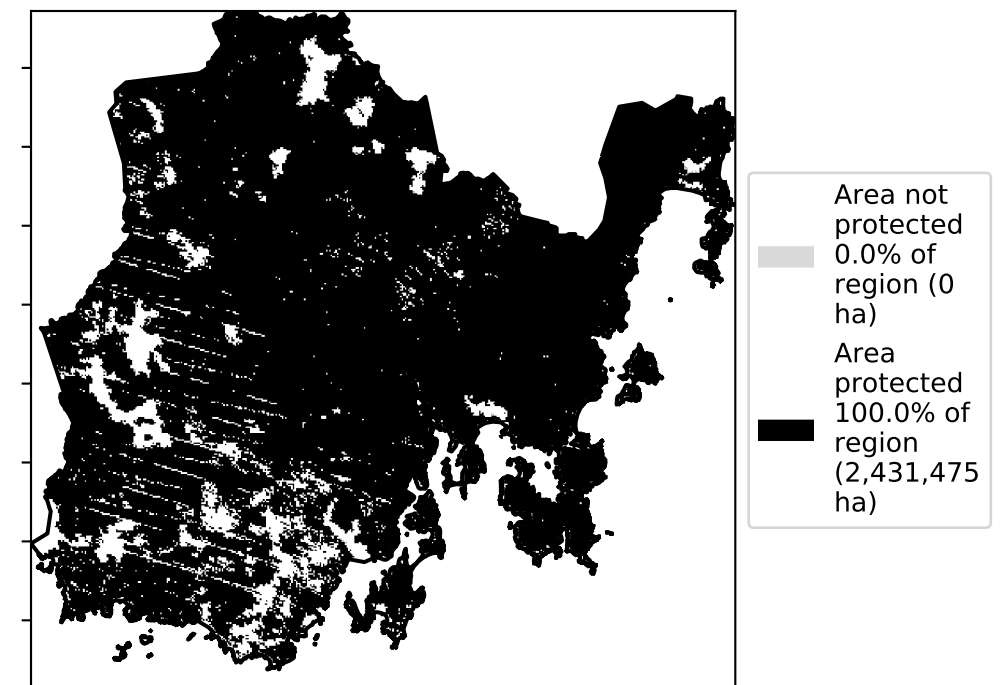 Area not
protected
0.0% of
region (0
ha)
Area
protected
100.0% of
region
(2,431,475
ha)